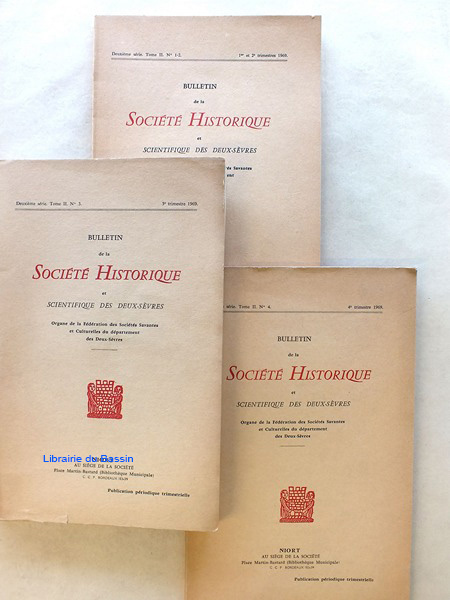 Deuxième série. Tome II. N° 1-2. 1er et 2e trimestres 1969.
BULLETIN
de la
SOCIÉTÉ HISTORIQUE
et
SCIENTIFIQUE DES DEUX-SÈVRES
Savantes
Deuxième série. Tome II. N° 3. 3e trimestre 1969.
BULLETIN
de la
SOCIÉTÉ HISTORIQUE
et
SCIENTIFIQUE DES DEUX-SÈVRES
Organe de la Fédération des Sociétés Savantes
et Culturelles du département
des Deux-Sèvres
Librairie du Bassin
AU SIÈGE DE LA SOCIÉTÉ
Place Martin-Bastard (Bibliothèque Municipale)
C. C. P. BORDEAUX
Publication périodique trimestrielle
série. Tome II. N° 4. 4e trimestre 1969.
BULLETIN
de la
SOCIÉTÉ HISTORIQUE
et
SCIENTIFIQUE DES DEUX-SÈVRES
Organe de la Fédération des Sociétés Savantes
et Culturelles du département
des Deux-Sèvres
NIORT
AU SIÈGE DE LA SOCIÉTÉ
Place Martin-Bastard (Bibliothèque Municipale)
C. C. P. BORDEAUX
Publication périodique trimestrielle